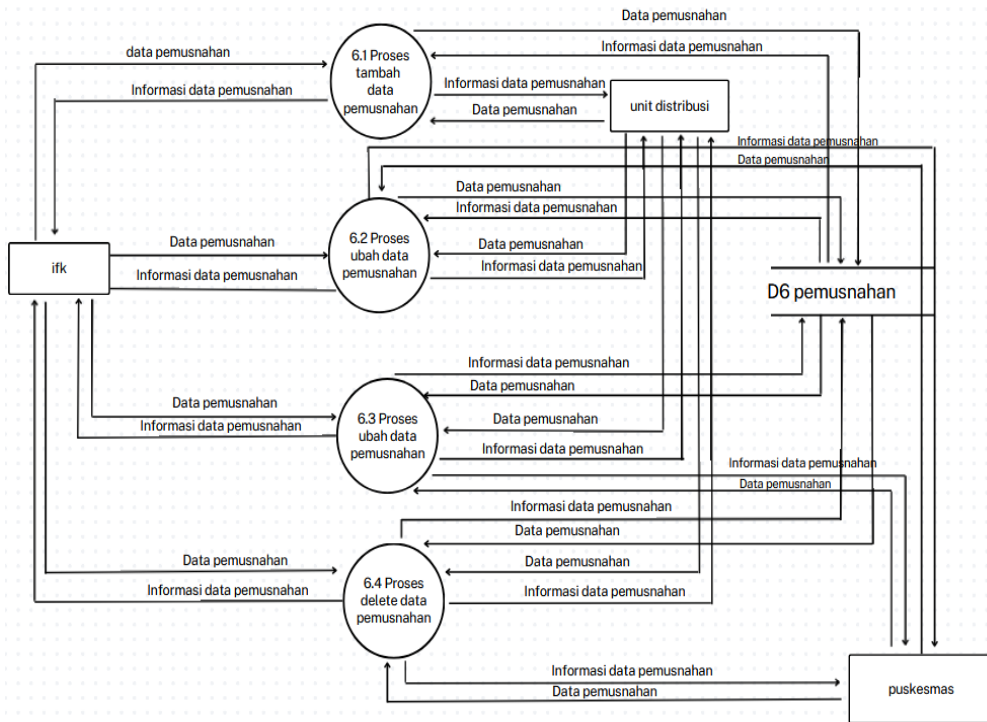 Data pemusnahan
data pemusnahan
6.1 Proses
tambah
data
pemusnahan
Informasi data pemusnahan
Informasi data pemusnahan
Informasi data pemusnahan
Data pemusnahan
unit distribusi
Informasi data pemusnahan
Data pemusnahan
Data pemusnahan
Informasi data pemusnahan
6.2 Proses
ubah data
pemusnahan
Data pemusnahan
Informasi data pemusnahan
Data pemusnahan
Informasi data pemusnahan
ifk
D6 pemusnahan
Informasi data pemusnahan
Data pemusnahan
Data pemusnahan
Informasi data pemusnahan
6.3 Proses
ubah data
pemusnahan
Data pemusnahan
Informasi data pemusnahan
Informasi data pemusnahan
Data pemusnahan
Informasi data pemusnahan
Data pemusnahan
Data pemusnahan
Informasi data pemusnahan
6.4 Proses
delete data
pemusnahan
Data pemusnahan
Informasi data pemusnahan
Informasi data pemusnahan
Data pemusnahan
puskesmas